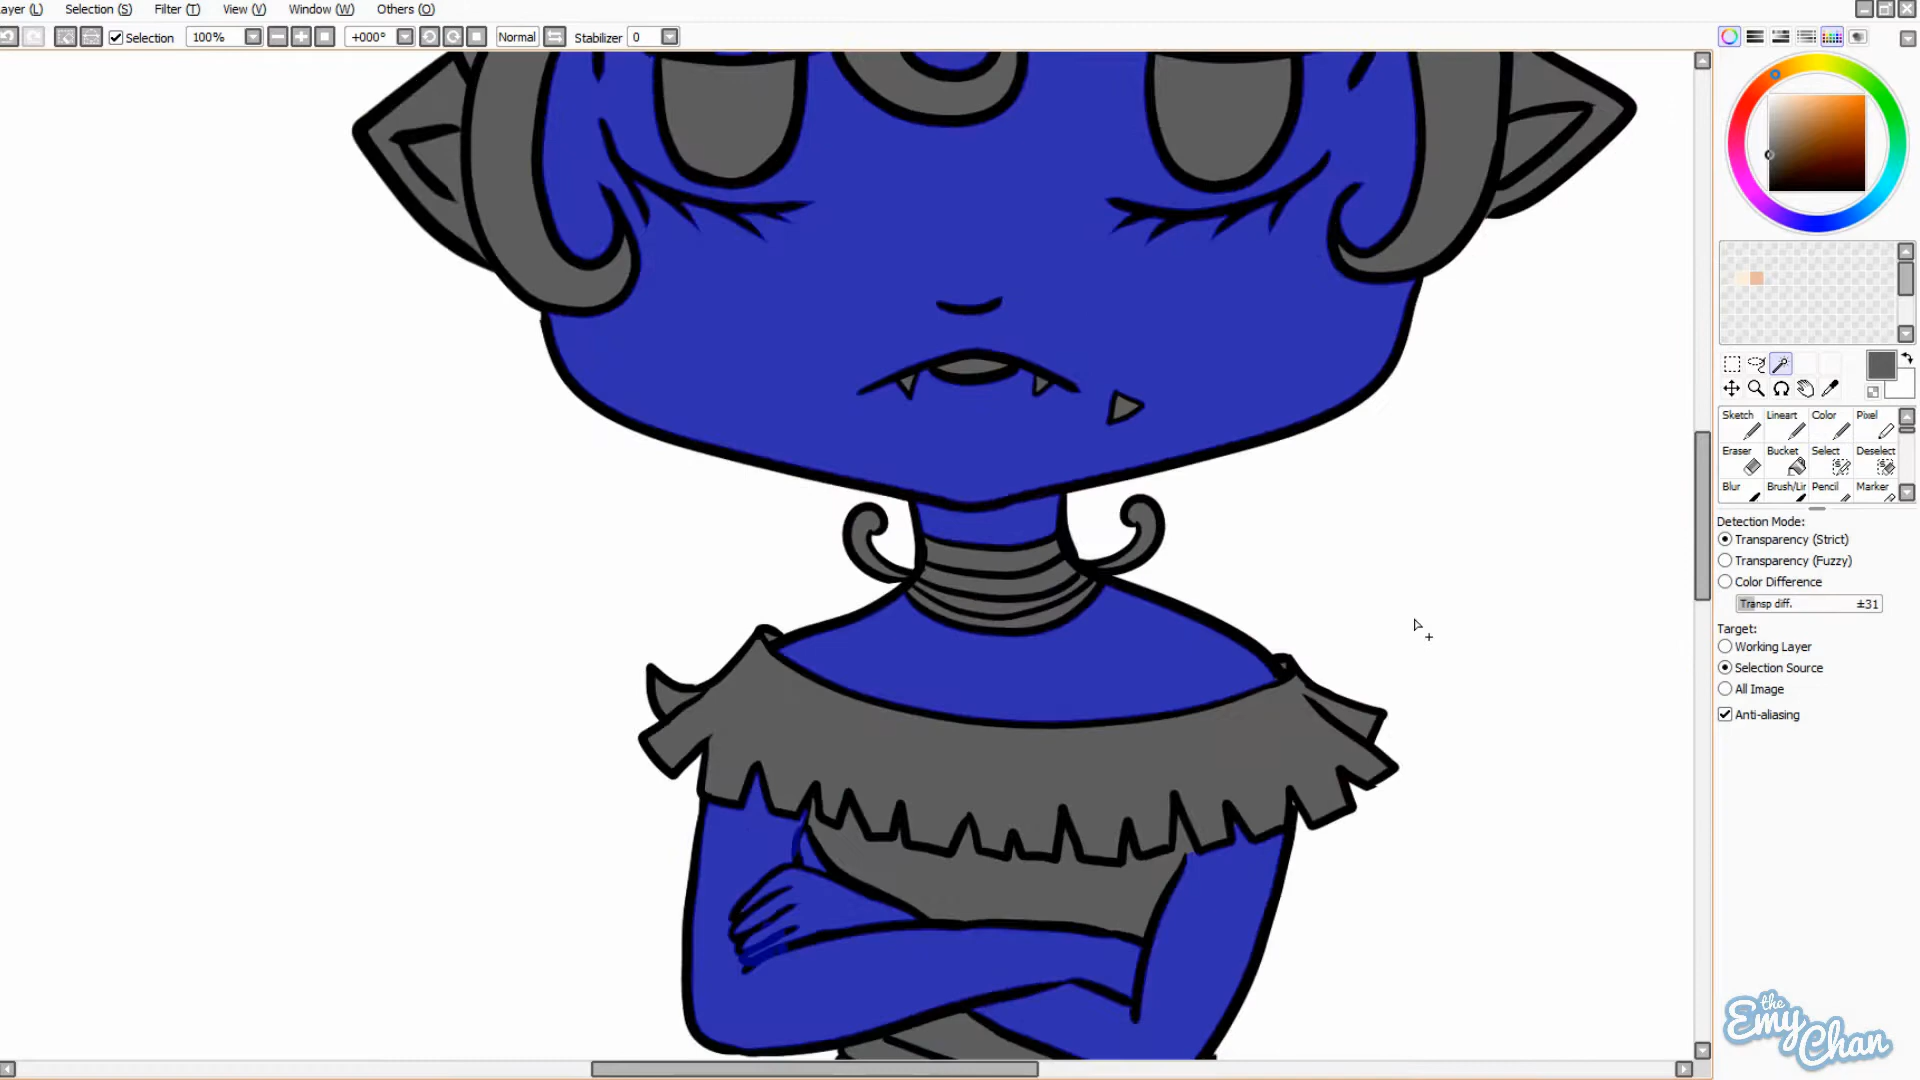 ayer (L) Selection (S) Filter (T) View (V) Window (W) Others (O)
Selection 100% +000° Normal Stabilizer 0
Sketch Lineart Color Pixel
Eraser Bucket Select Deselect
Blur Brush/Lir Pencil Marker
Detection Mode:
Transparency (Strict)
Transparency (Fuzzy)
Color Difference
Transp diff. ±31
Target:
Working Layer
Selection Source
All Image
Anti-aliasing
the
Emy
Chan